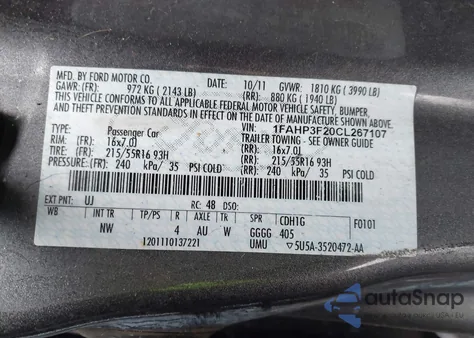 MFD. BY FORD MOTOR CO.
DATE: 10/11 GVWR: 1810 KG ( 3990 LB)
GAWR: (FR): 972 KG ( 2143 LB) (RR): 880 KG ( 1940 LB)
THIS VEHICLE CONFORMS TO ALL APPLICABLE FEDERAL MOTOR VEHICLE SAFETY, BUMPER,
AND THEFT PREVENTION STANDARDS IN EFFECT ON THE DATE OF MANUFACTURE SHOWN ABOVE.
VIN: 1FAHP3F20CL267107
TYPE: Passenger Car TRAILER TOWING - SEE OWNER GUIDE
RIM: (FR): 16x7.0J (RR): 16x7.0J
TIRE: (FR): 215/55R16 93H (RR): 215/55R16 93H
PRESSURE (FR): 240 kPa/ 35 PSI COLD (RR): 240 kPa/ 35 PSI COLD
EXT PNT: UJ RC: 48 DSO: F0101
WB INT TR TP/PS R AXLE TR SPR CDH1G
NW 4 AU W GGGG 405
1201110137221 UMU 5U5A-3520472-AA
autoSnap